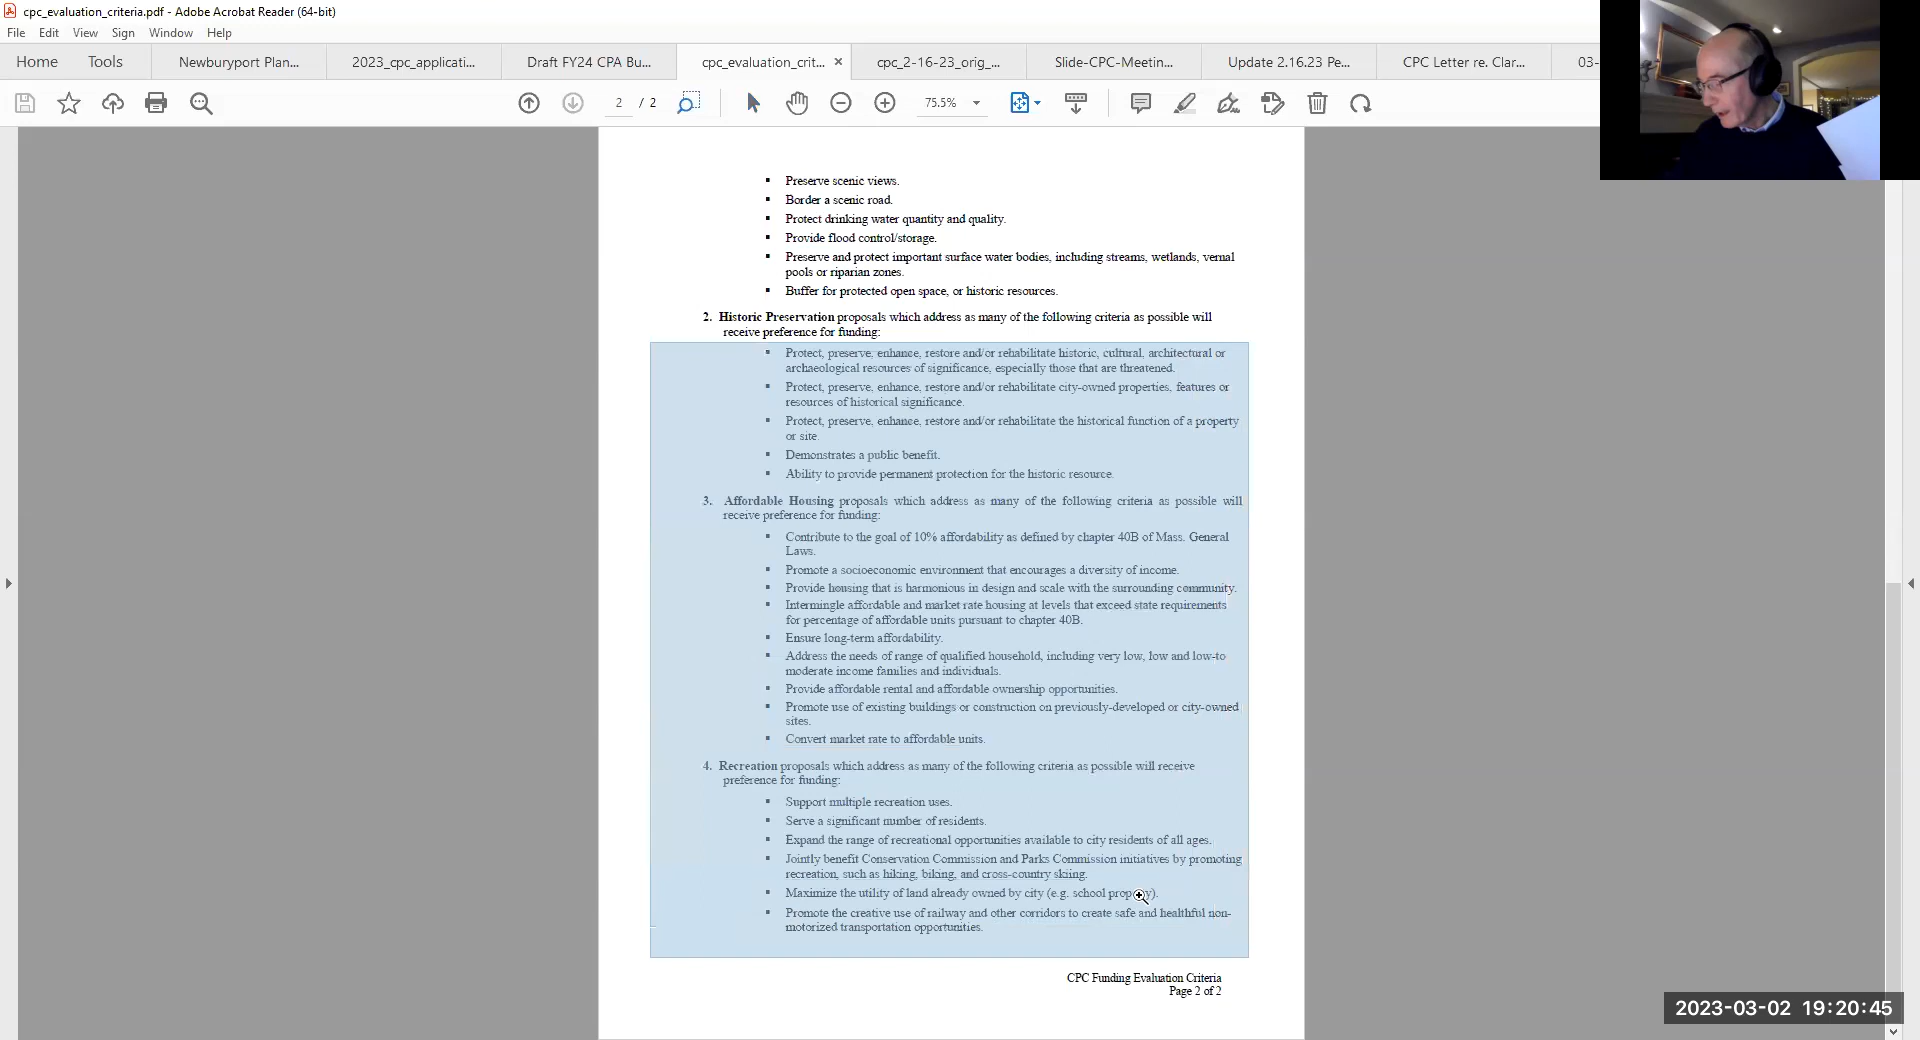 cpc_evaluation_criteria.pdf - Adobe Acrobat Reader (64-bit)
File Edit View Sign Window Help
Home Tools Newburyport Plan... 2023_cpc_applicati... Draft FY24 CPA Bu... cpc_evaluation_crit... × cpc_2-16-23_orig_... Slide-CPC-Meetin... Update 2.16.23 Pe... CPC Letter re. Clar... 03-
2 / 2 75.5%
▪ Preserve scenic views.
▪ Border a scenic road.
▪ Protect drinking water quantity and quality.
▪ Provide flood control/storage.
▪ Preserve and protect important surface water bodies, including streams, wetlands, vernal
pools or riparian zones.
▪ Buffer for protected open space, or historic resources.
2. Historic Preservation proposals which address as many of the following criteria as possible will
receive preference for funding:
▪ Protect, preserve, enhance, restore and/or rehabilitate historic, cultural, architectural or
archaeological resources of significance, especially those that are threatened.
▪ Protect, preserve, enhance, restore and/or rehabilitate city-owned properties, features or
resources of historical significance.
▪ Protect, preserve, enhance, restore and/or rehabilitate the historical function of a property
or site.
▪ Demonstrates a public benefit.
▪ Ability to provide permanent protection for the historic resource.
3. Affordable Housing proposals which address as many of the following criteria as possible will
receive preference for funding:
▪ Contribute to the goal of 10% affordability as defined by chapter 40B of Mass. General
Laws.
▪ Promote a socioeconomic environment that encourages a diversity of income.
▪ Provide housing that is harmonious in design and scale with the surrounding community.
▪ Intermingle affordable and market rate housing at levels that exceed state requirements
for percentage of affordable units pursuant to chapter 40B.
▪ Ensure long-term affordability.
▪ Address the needs of range of qualified household, including very low, low and low-to
moderate income families and individuals.
▪ Provide affordable rental and affordable ownership opportunities.
▪ Promote use of existing buildings or construction on previously-developed or city-owned
sites.
▪ Convert market rate to affordable units.
4. Recreation proposals which address as many of the following criteria as possible will receive
preference for funding:
▪ Support multiple recreation uses.
▪ Serve a significant number of residents.
▪ Expand the range of recreational opportunities available to city residents of all ages.
▪ Jointly benefit Conservation Commission and Parks Commission initiatives by promoting
recreation, such as hiking, biking, and cross-country skiing.
▪ Maximize the utility of land already owned by city (e.g. school property).
▪ Promote the creative use of railway and other corridors to create safe and healthful non-
motorized transportation opportunities.
CPC Funding Evaluation Criteria
Page 2 of 2
2023-03-02 19:20:45